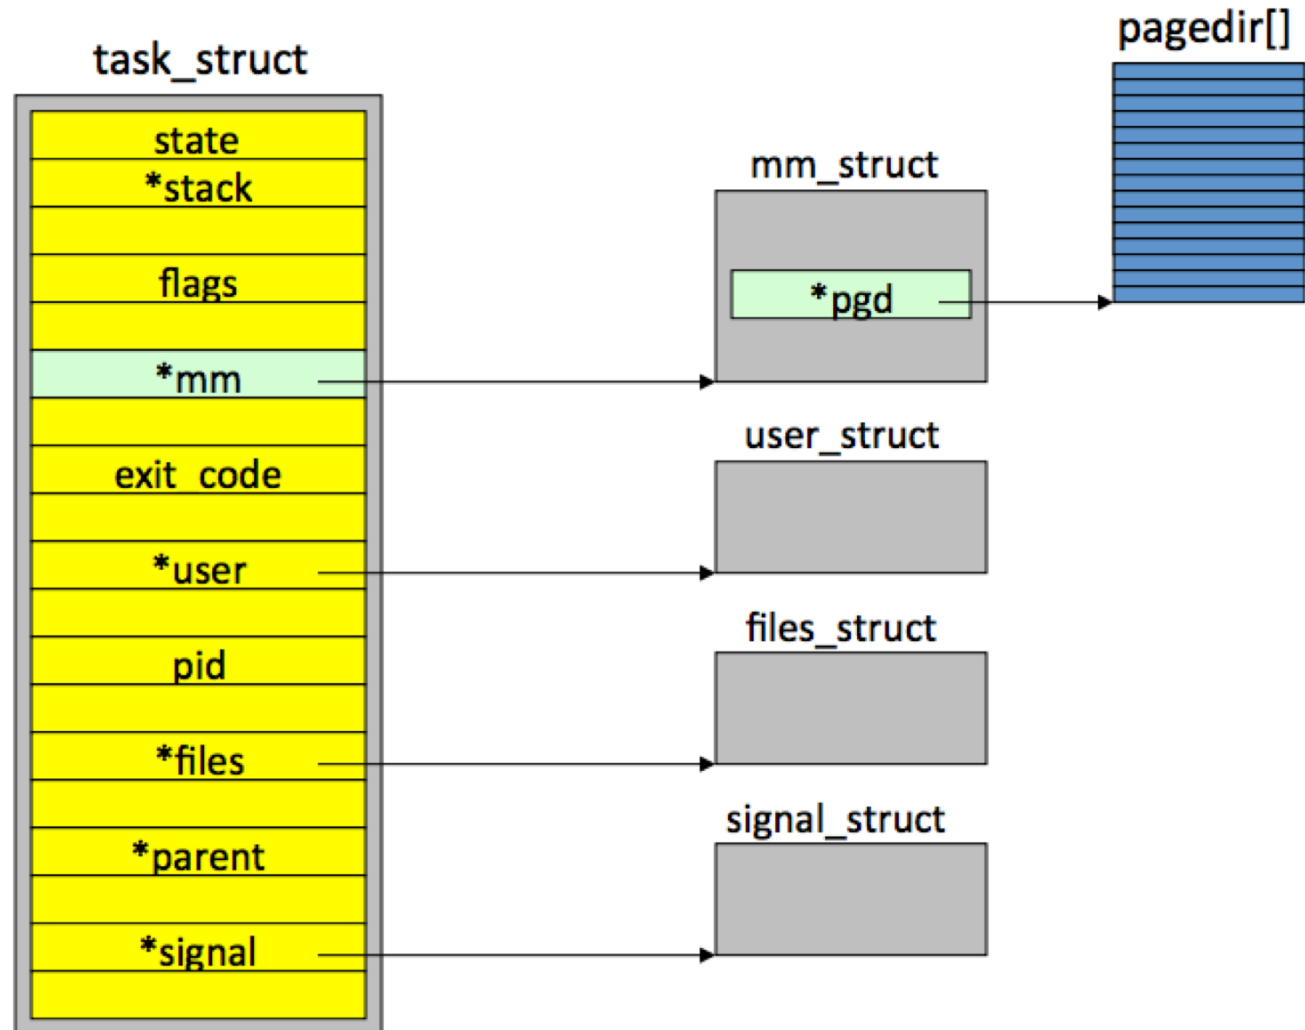 task_struct
state
*stack
flags
*mm
exit_code
*user
pid
*files
*parent
*signal
mm_struct
*pgd
user_struct
files_struct
signal_struct
pagedir[]